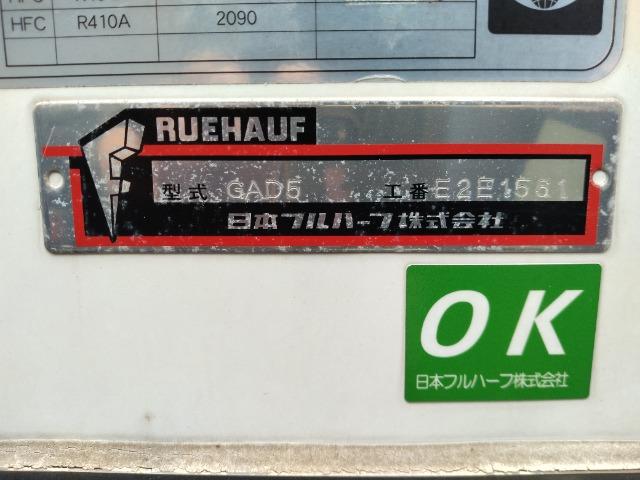 HFC R410A 2090
RUEHAUF
型式 GAD5 工番 E2E1561
日本フルハーフ株式会社
OK
日本フルハーフ株式会社